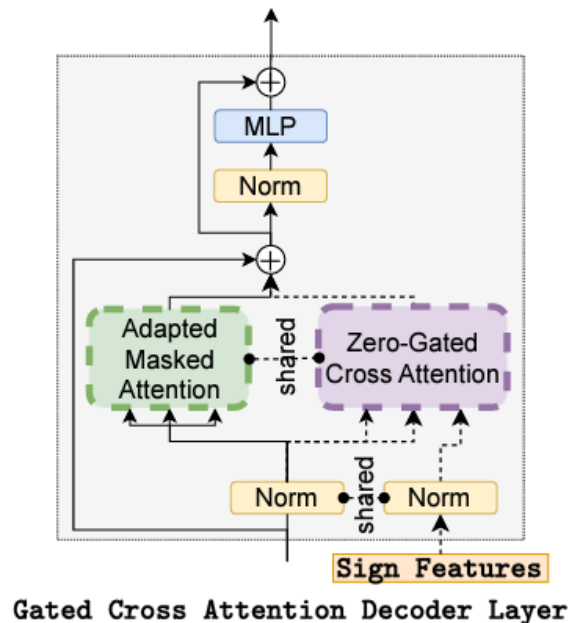 MLP
Norm
Adapted
Masked
Attention
shared
Zero-Gated
Cross Attention
Norm
shared
Norm
Sign Features
Gated Cross Attention Decoder Layer